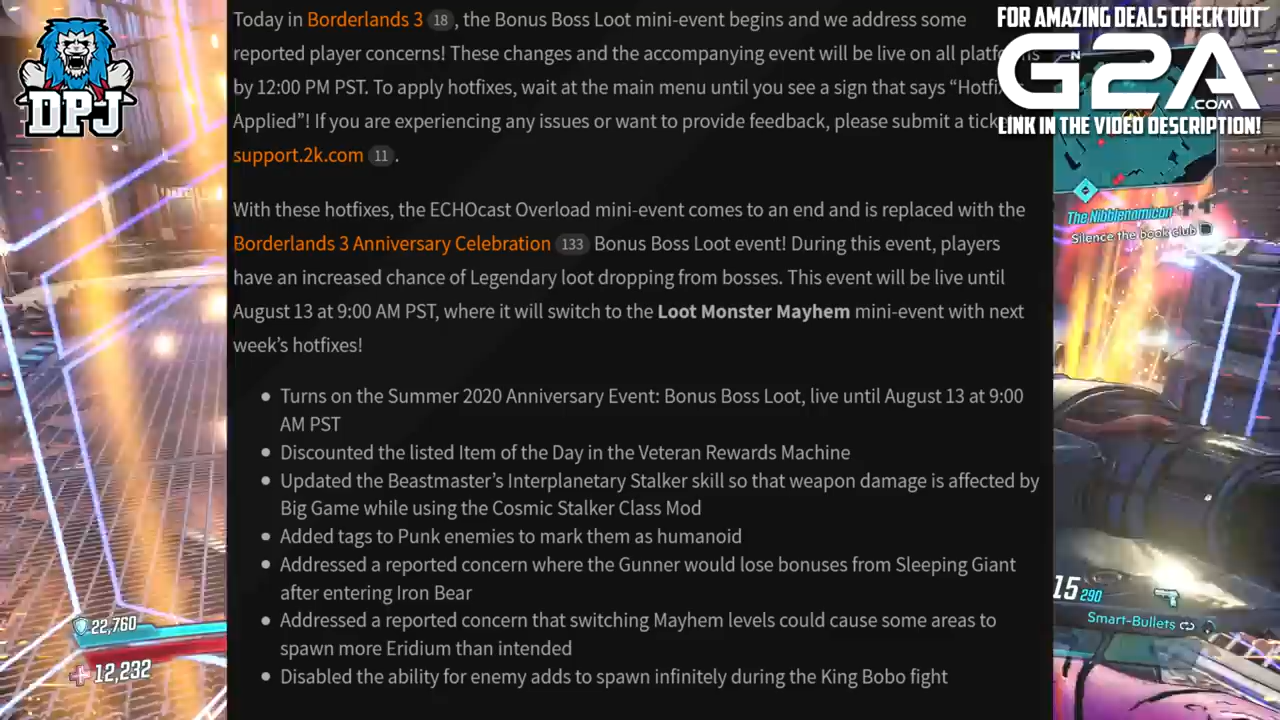 Today in Borderlands 3 18 , the Bonus Boss Loot mini-event begins and we address some
reported player concerns! These changes and the accompanying event will be live on all
by 12:00 PM PST. To apply hotfixes, wait at the main menu until you see a sign that says
Applied”! If you are experiencing any issues or want to provide feedback, please submit a
support.2k.com 11 .
With these hotfixes, the ECHOcast Overload mini-event comes to an end and is replaced with the
Borderlands 3 Anniversary Celebration 133 Bonus Boss Loot event! During this event, players
have an increased chance of Legendary loot dropping from bosses. This event will be live until
August 13 at 9:00 AM PST, where it will switch to the Loot Monster Mayhem mini-event with next
week’s hotfixes!
• Turns on the Summer 2020 Anniversary Event: Bonus Boss Loot, live until August 13 at 9:00
AM PST
• Discounted the listed Item of the Day in the Veteran Rewards Machine
• Updated the Beastmaster’s Interplanetary Stalker skill so that weapon damage is affected by
Big Game while using the Cosmic Stalker Class Mod
• Added tags to Punk enemies to mark them as humanoid
• Addressed a reported concern where the Gunner would lose bonuses from Sleeping Giant
after entering Iron Bear
• Addressed a reported concern that switching Mayhem levels could cause some areas to
spawn more Eridium than intended
• Disabled the ability for enemy adds to spawn infinitely during the King Bobo fight
DPJ
FOR AMAZING DEALS CHECK OUT
G2A
.COM
LINK IN THE VIDEO DESCRIPTION!
N
The Nibblenomicon
Silence the book club
15 290
Smart-Bullets
22,760
12,232